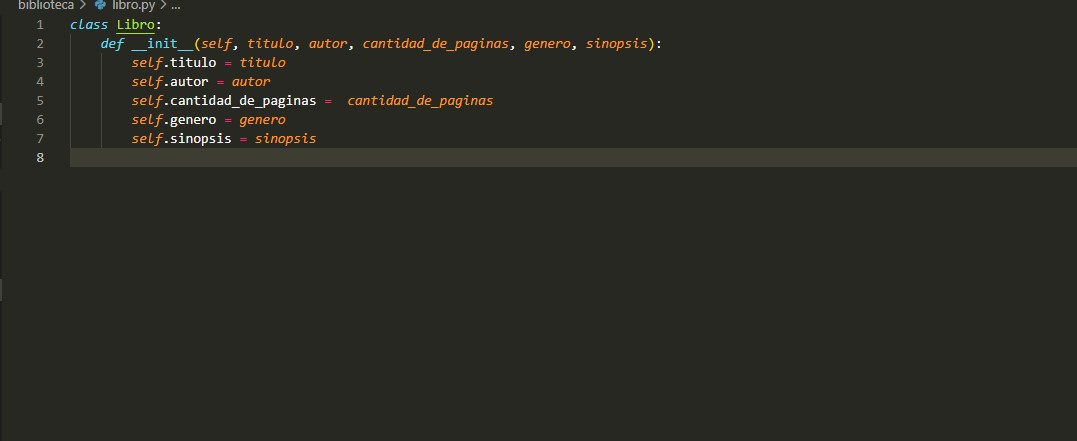 biblioteca > libro.py > ...
1 class Libro:
2 def __init__(self, titulo, autor, cantidad_de_paginas, genero, sinopsis):
3 self.titulo = titulo
4 self.autor = autor
5 self.cantidad_de_paginas =  cantidad_de_paginas
6 self.genero = genero
7 self.sinopsis = sinopsis
8